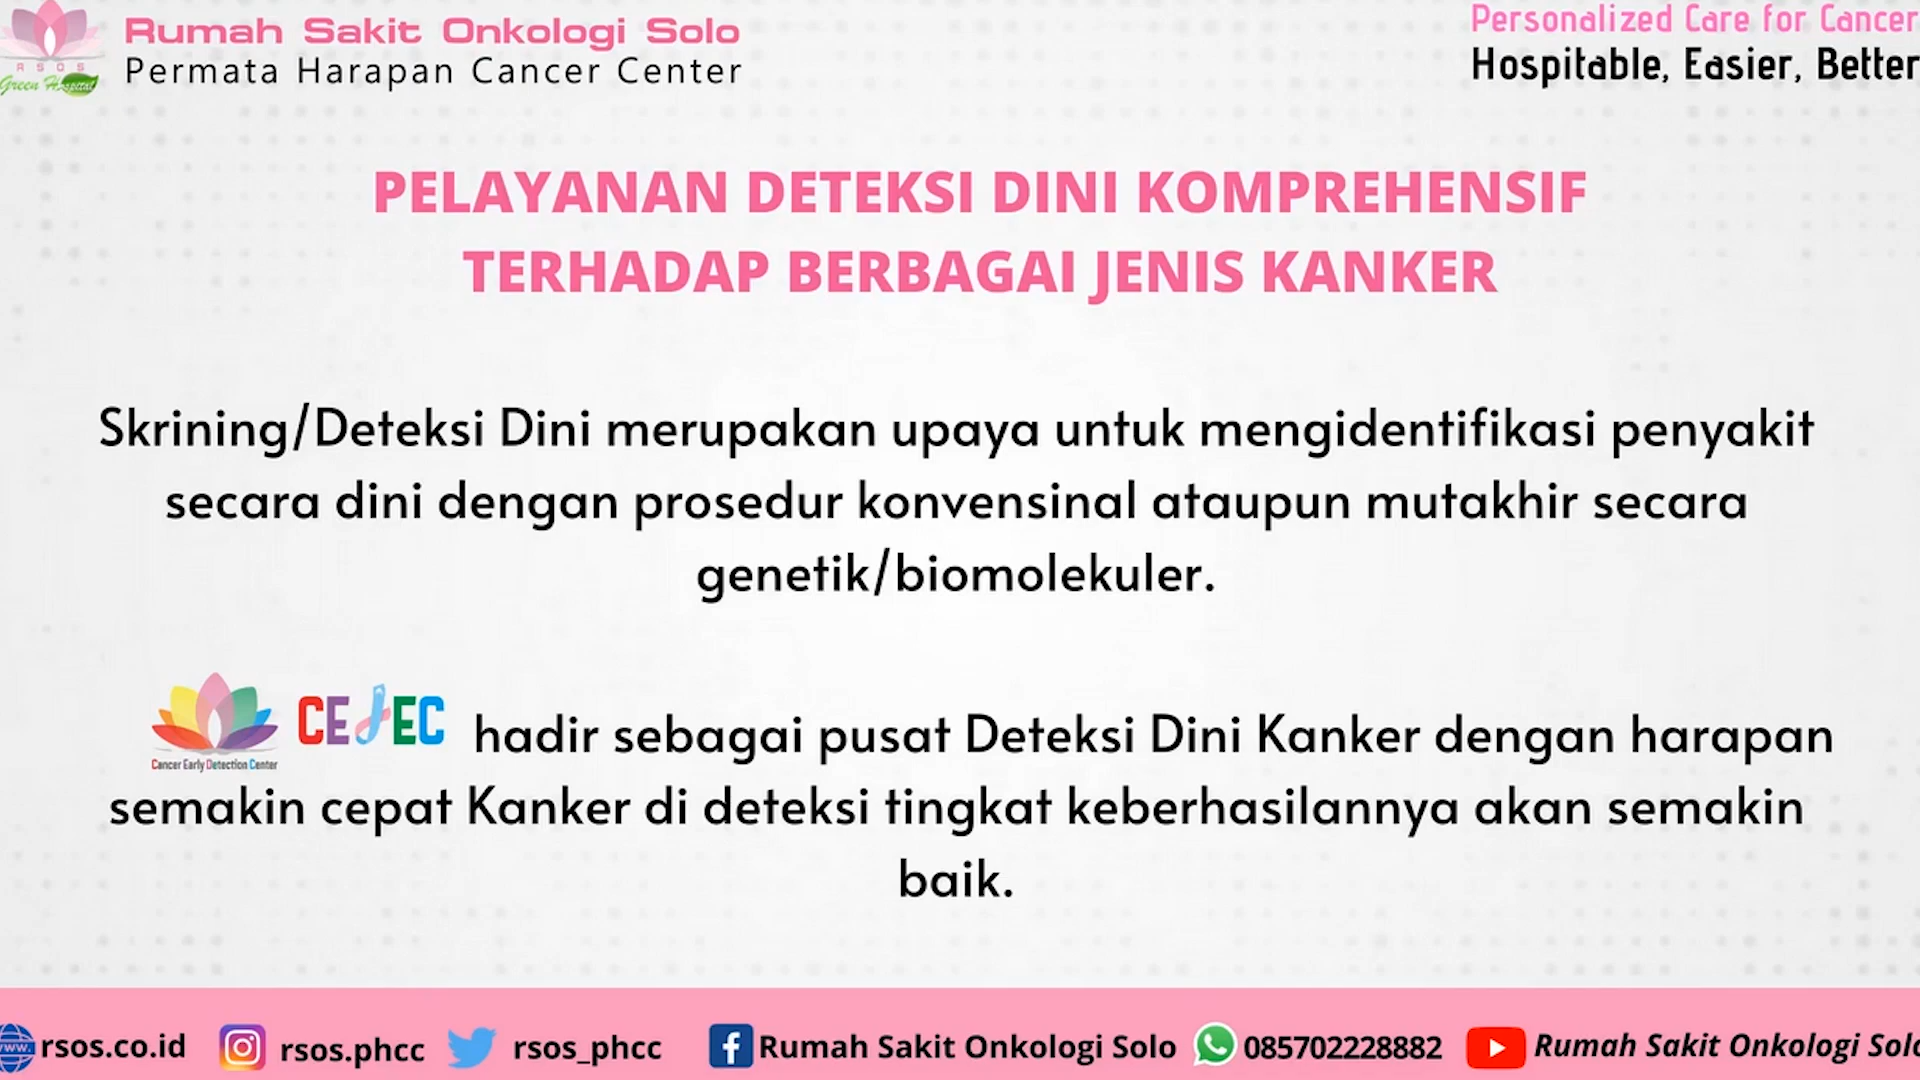 Rumah Sakit Onkologi Solo
Permata Harapan Cancer Center
RSOS
Green Hospital
Personalized Care for Cancer
Hospitable, Easier, Better
PELAYANAN DETEKSI DINI KOMPREHENSIF
TERHADAP BERBAGAI JENIS KANKER
Skrining/Deteksi Dini merupakan upaya untuk mengidentifikasi penyakit
secara dini dengan prosedur konvensinal ataupun mutakhir secara
genetik/biomolekuler.
CEdEC hadir sebagai pusat Deteksi Dini Kanker dengan harapan
Cancer Early Detection Center
semakin cepat Kanker di deteksi tingkat keberhasilannya akan semakin
baik.
www. rsos.co.id rsos.phcc rsos_phcc Rumah Sakit Onkologi Solo 085702228882 Rumah Sakit Onkologi Solo